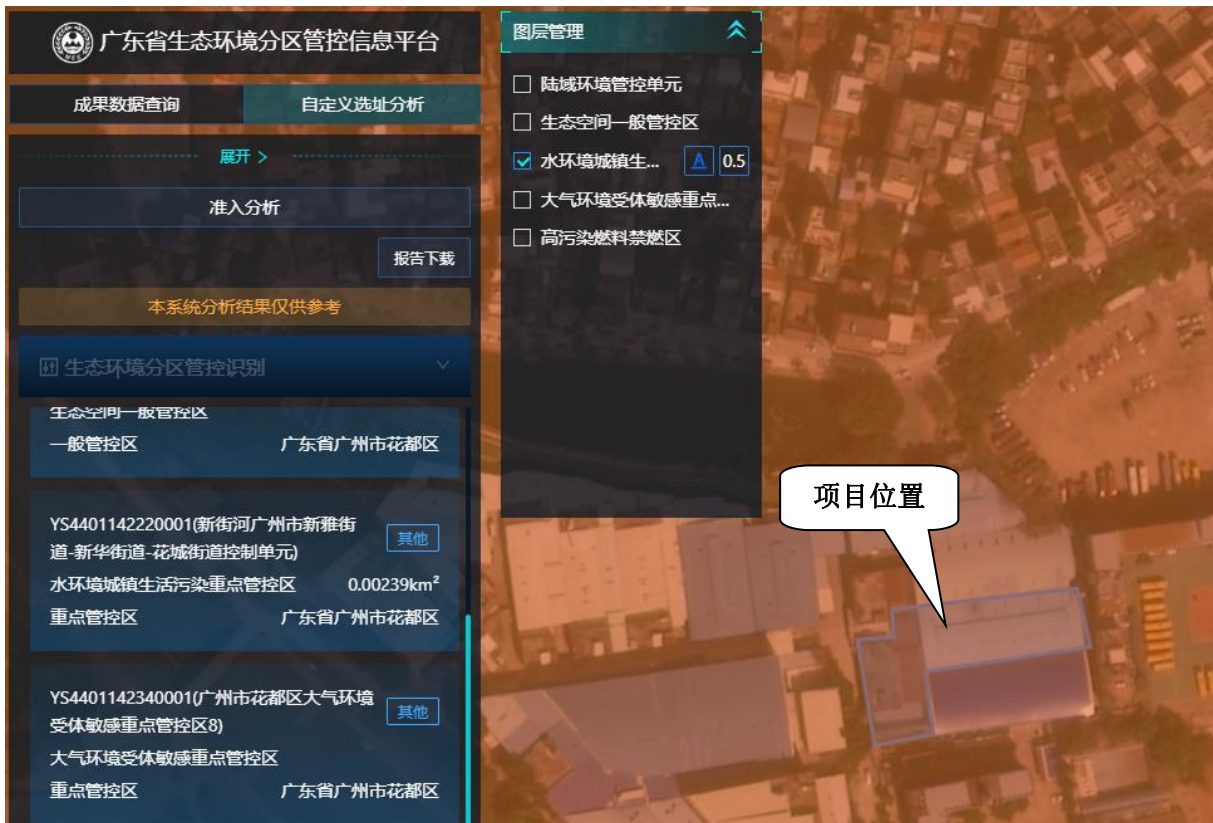 广东省生态环境分区管控信息平台
成果数据查询
自定义选址分析
展开 >
准入分析
报告下载
本系统分析结果仅供参考
生态环境分区管控识别
生态空间一般管控区
一般管控区
广东省广州市花都区
YS4401142220001(新街河广州市新雅街
道-新华街道-花城街道控制单元)
其他
水环境城镇生活污染重点管控区
0.00239km²
重点管控区
广东省广州市花都区
YS4401142340001(广州市花都区大气环境
受体敏感重点管控区8)
其他
大气环境受体敏感重点管控区
重点管控区
广东省广州市花都区
图层管理
陆域环境管控单元
生态空间一般管控区
水环境城镇生...
A
0.5
大气环境受体敏感重点...
高污染燃料禁燃区
项目位置